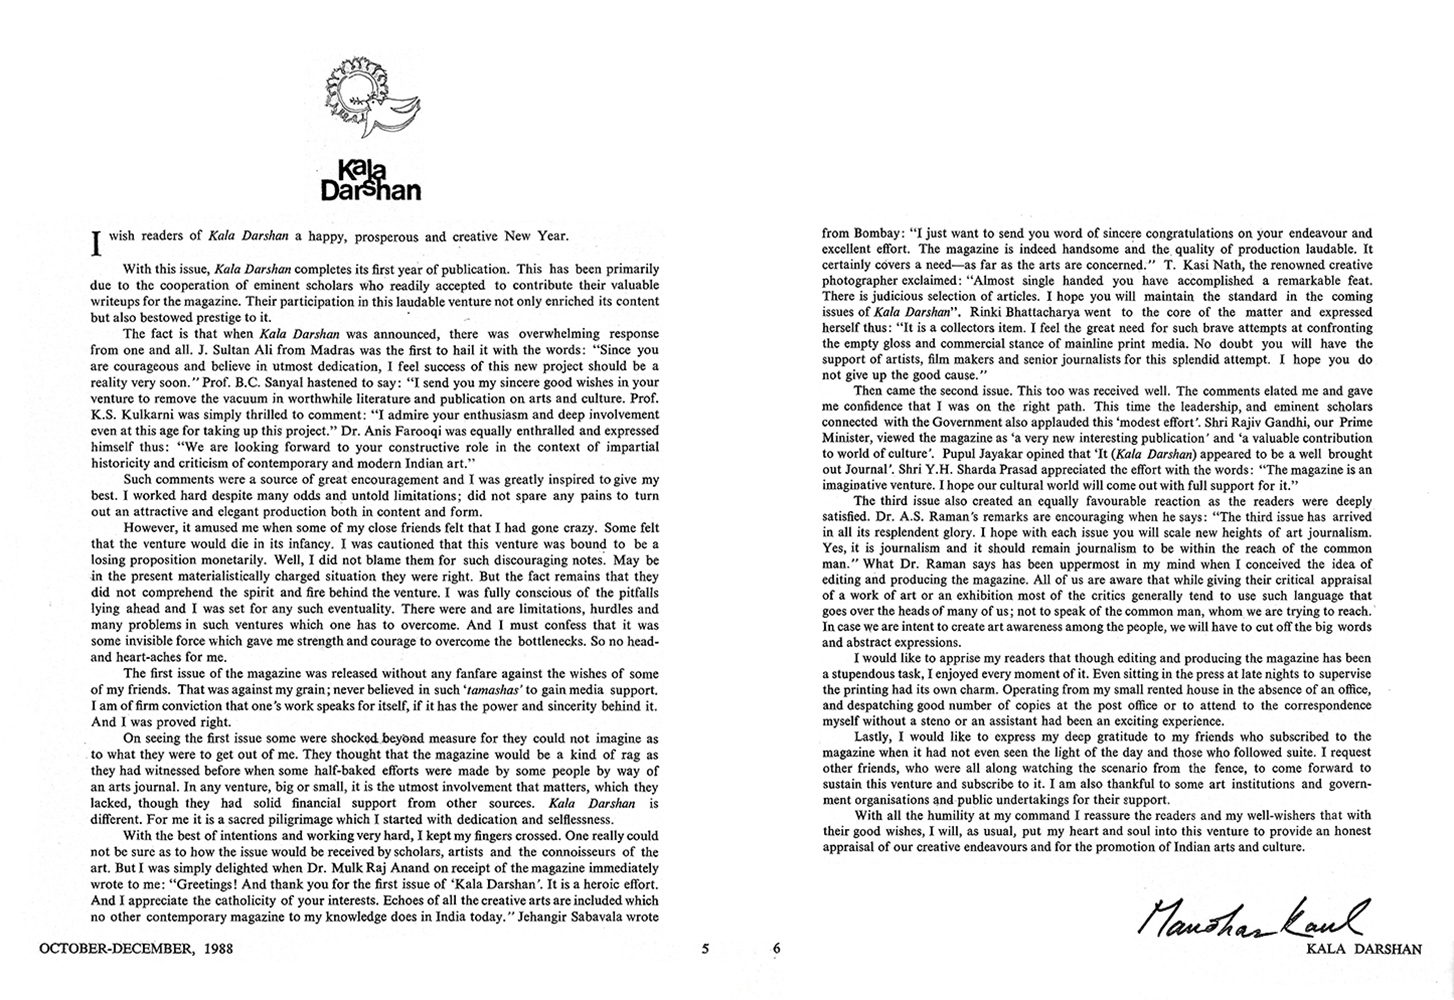 Kala
Darshan
I wish readers of Kala Darshan a happy, prosperous and creative New Year.
With this issue, Kala Darshan completes its first year of publication. This has been primarily
due to the cooperation of eminent scholars who readily accepted to contribute their valuable
writeups for the magazine. Their participation in this laudable venture not only enriched its content
but also bestowed prestige to it.
The fact is that when Kala Darshan was announced, there was overwhelming response
from one and all. J. Sultan Ali from Madras was the first to hail it with the words: “Since you
are courageous and believe in utmost dedication, I feel success of this new project should be a
reality very soon.” Prof. B.C. Sanyal hastened to say: “I send you my sincere good wishes in your
venture to remove the vacuum in worthwhile literature and publication on arts and culture. Prof.
K.S. Kulkarni was simply thrilled to comment: “I admire your enthusiasm and deep involvement
even at this age for taking up this project.” Dr. Anis Farooqi was equally enthralled and expressed
himself thus: “We are looking forward to your constructive role in the context of impartial
historicity and criticism of contemporary and modern Indian art.”
Such comments were a source of great encouragement and I was greatly inspired to give my
best. I worked hard despite many odds and untold limitations; did not spare any pains to turn
out an attractive and elegant production both in content and form.
However, it amused me when some of my close friends felt that I had gone crazy. Some felt
that the venture would die in its infancy. I was cautioned that this venture was bound to be a
losing proposition monetarily. Well, I did not blame them for such discouraging notes. May be
in the present materialistically charged situation they were right. But the fact remains that they
did not comprehend the spirit and fire behind the venture. I was fully conscious of the pitfalls
lying ahead and I was set for any such eventuality. There were and are limitations, hurdles and
many problems in such ventures which one has to overcome. And I must confess that it was
some invisible force which gave me strength and courage to overcome the bottlenecks. So no head-
and heart-aches for me.
The first issue of the magazine was released without any fanfare against the wishes of some
of my friends. That was against my grain; never believed in such ‘tamashas’ to gain media support.
I am of firm conviction that one’s work speaks for itself, if it has the power and sincerity behind it.
And I was proved right.
On seeing the first issue some were shocked beyond measure for they could not imagine as
to what they were to get out of me. They thought that the magazine would be a kind of rag as
they had witnessed before when some half-baked efforts were made by some people by way of
an arts journal. In any venture, big or small, it is the utmost involvement that matters, which they
lacked, though they had solid financial support from other sources. Kala Darshan is
different. For me it is a sacred piligrimage which I started with dedication and selflessness.
With the best of intentions and working very hard, I kept my fingers crossed. One really could
not be sure as to how the issue would be received by scholars, artists and the connoisseurs of the
art. But I was simply delighted when Dr. Mulk Raj Anand on receipt of the magazine immediately
wrote to me: “Greetings! And thank you for the first issue of ‘Kala Darshan’. It is a heroic effort.
And I appreciate the catholicity of your interests. Echoes of all the creative arts are included which
no other contemporary magazine to my knowledge does in India today.” Jehangir Sabavala wrote
OCTOBER-DECEMBER, 1988 5
from Bombay: “I just want to send you word of sincere congratulations on your endeavour and
excellent effort. The magazine is indeed handsome and the quality of production laudable. It
certainly covers a need—as far as the arts are concerned.” T. Kasi Nath, the renowned creative
photographer exclaimed: “Almost single handed you have accomplished a remarkable feat.
There is judicious selection of articles. I hope you will maintain the standard in the coming
issues of Kala Darshan”. Rinki Bhattacharya went to the core of the matter and expressed
herself thus: “It is a collectors item. I feel the great need for such brave attempts at confronting
the empty gloss and commercial stance of mainline print media. No doubt you will have the
support of artists, film makers and senior journalists for this splendid attempt. I hope you do
not give up the good cause.”
Then came the second issue. This too was received well. The comments elated me and gave
me confidence that I was on the right path. This time the leadership, and eminent scholars
connected with the Government also applauded this ‘modest effort’. Shri Rajiv Gandhi, our Prime
Minister, viewed the magazine as ‘a very new interesting publication’ and ‘a valuable contribution
to world of culture’. Pupul Jayakar opined that ‘It (Kala Darshan) appeared to be a well brought
out Journal’. Shri Y.H. Sharda Prasad appreciated the effort with the words: “The magazine is an
imaginative venture. I hope our cultural world will come out with full support for it.”
The third issue also created an equally favourable reaction as the readers were deeply
satisfied. Dr. A.S. Raman’s remarks are encouraging when he says: “The third issue has arrived
in all its resplendent glory. I hope with each issue you will scale new heights of art journalism.
Yes, it is journalism and it should remain journalism to be within the reach of the common
man.” What Dr. Raman says has been uppermost in my mind when I conceived the idea of
editing and producing the magazine. All of us are aware that while giving their critical appraisal
of a work of art or an exhibition most of the critics generally tend to use such language that
goes over the heads of many of us; not to speak of the common man, whom we are trying to reach.
In case we are intent to create art awareness among the people, we will have to cut off the big words
and abstract expressions.
I would like to apprise my readers that though editing and producing the magazine has been
a stupendous task, I enjoyed every moment of it. Even sitting in the press at late nights to supervise
the printing had its own charm. Operating from my small rented house in the absence of an office,
and despatching good number of copies at the post office or to attend to the correspondence
myself without a steno or an assistant had been an exciting experience.
Lastly, I would like to express my deep gratitude to my friends who subscribed to the
magazine when it had not even seen the light of the day and those who followed suite. I request
other friends, who were all along watching the scenario from the fence, to come forward to
sustain this venture and subscribe to it. I am also thankful to some art institutions and govern-
ment organisations and public undertakings for their support.
With all the humility at my command I reassure the readers and my well-wishers that with
their good wishes, I will, as usual, put my heart and soul into this venture to provide an honest
appraisal of our creative endeavours and for the promotion of Indian arts and culture.
Manohar Kaul
6 KALA DARSHAN